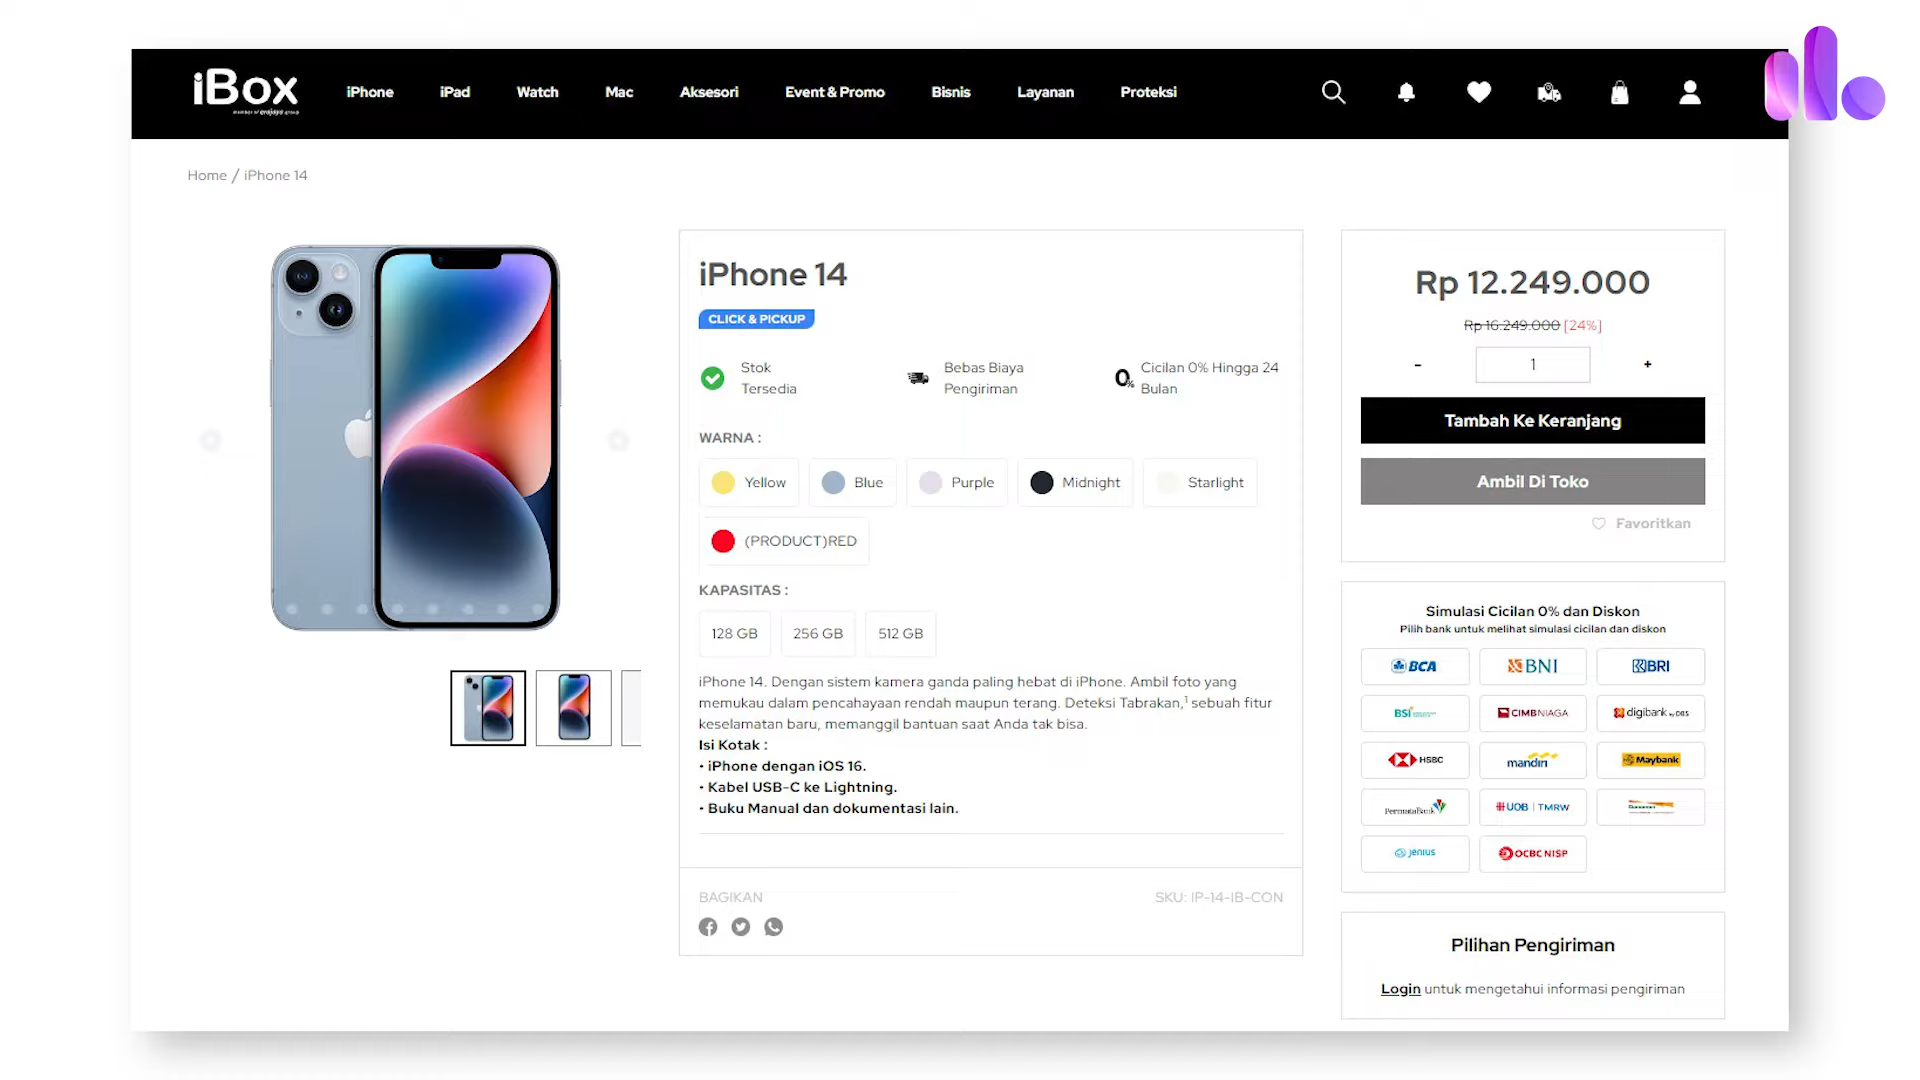 iBox
member of erajaya group
iPhone
iPad
Watch
Mac
Aksesori
Event & Promo
Bisnis
Layanan
Proteksi
Home / iPhone 14
iPhone 14
CLICK & PICKUP
Stok
Tersedia
Bebas Biaya
Pengiriman
0%
Cicilan 0% Hingga 24
Bulan
WARNA :
Yellow
Blue
Purple
Midnight
Starlight
(PRODUCT)RED
KAPASITAS :
128 GB
256 GB
512 GB
iPhone 14. Dengan sistem kamera ganda paling hebat di iPhone. Ambil foto yang
memukau dalam pencahayaan rendah maupun terang. Deteksi Tabrakan,¹ sebuah fitur
keselamatan baru, memanggil bantuan saat Anda tak bisa.
Isi Kotak :
• iPhone dengan iOS 16.
• Kabel USB-C ke Lightning.
• Buku Manual dan dokumentasi lain.
BAGIKAN
SKU: IP-14-IB-CON
Rp 12.249.000
Rp 16.249.000 [24%]
- 1 +
Tambah Ke Keranjang
Ambil Di Toko
Favoritkan
Simulasi Cicilan 0% dan Diskon
Pilih bank untuk melihat simulasi cicilan dan diskon
BCA
BNI
BRI
BSI
CIMB NIAGA
digibank by DBS
HSBC
mandiri
Maybank
PermataBank
UOB | TMRW
Danamon
jenius
OCBC NISP
Pilihan Pengiriman
Login untuk mengetahui informasi pengiriman